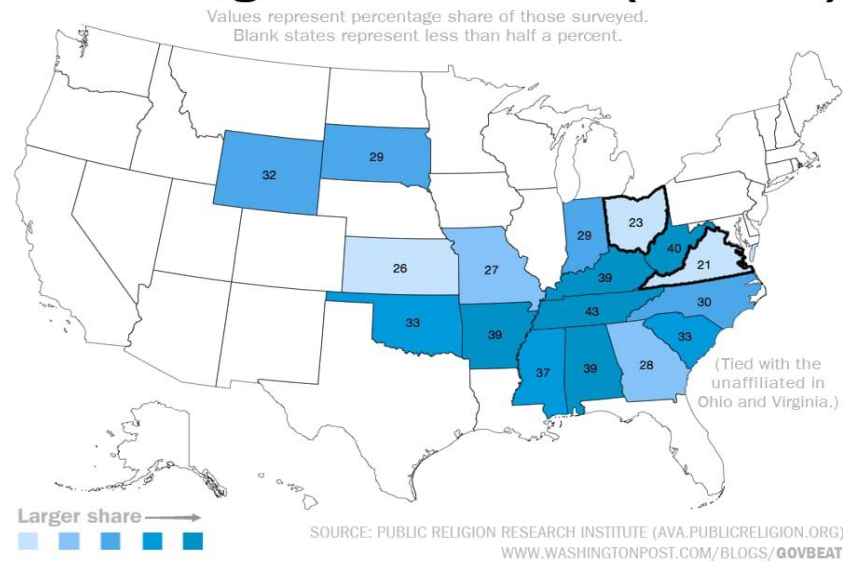 Values represent percentage share of those surveyed.
Blank states represent less than half a percent.
32
29
29
23
40
26
27
39
21
43
30
33
39
37
39
28
33
(Tied with the
unaffiliated in
Ohio and Virginia.)
Larger share
SOURCE: PUBLIC RELIGION RESEARCH INSTITUTE (AVA.PUBLICRELIGION.ORG)
WWW.WASHINGTONPOST.COM/BLOGS/GOVBEAT